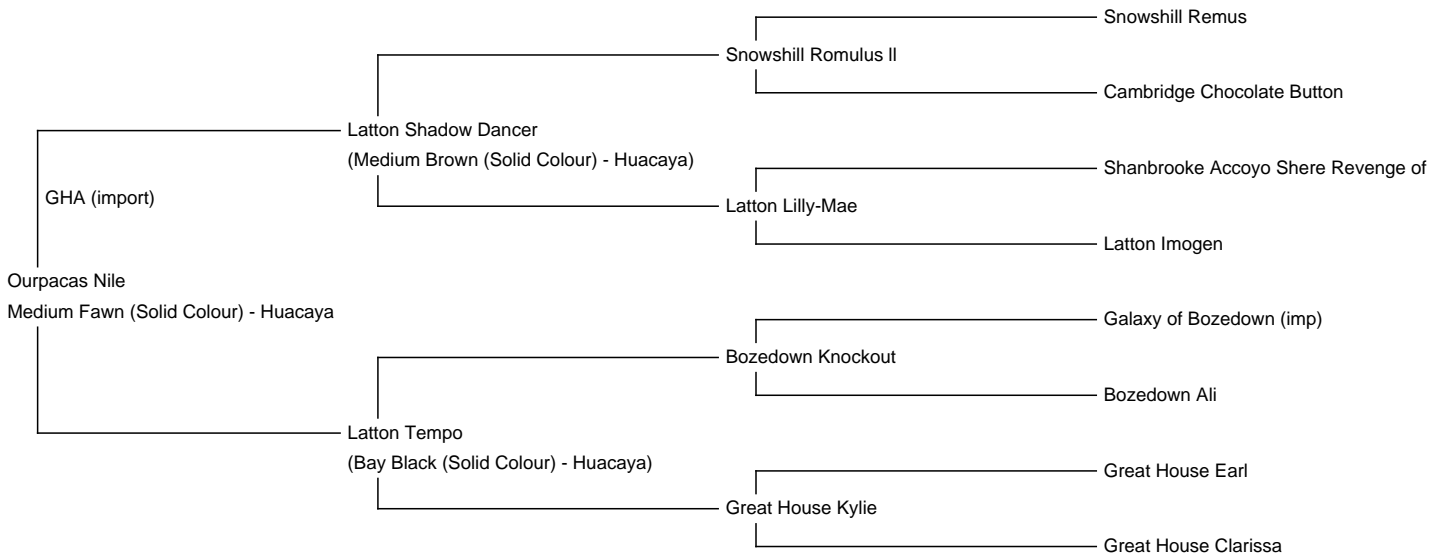 Snowshill Remus
Snowshill Romulus ll
Cambridge Chocolate Button
Latton Shadow Dancer
(Medium Brown (Solid Colour) - Huacaya)
Shanbrooke Accoyo Shere Revenge of
GHA (import)
Latton Lilly-Mae
Latton Imogen
Ourpacas Nile
Medium Fawn (Solid Colour) - Huacaya
Galaxy of Bozedown (imp)
Bozedown Knockout
Bozedown Ali
Latton Tempo
(Bay Black (Solid Colour) - Huacaya)
Great House Earl
Great House Kylie
Great House Clarissa